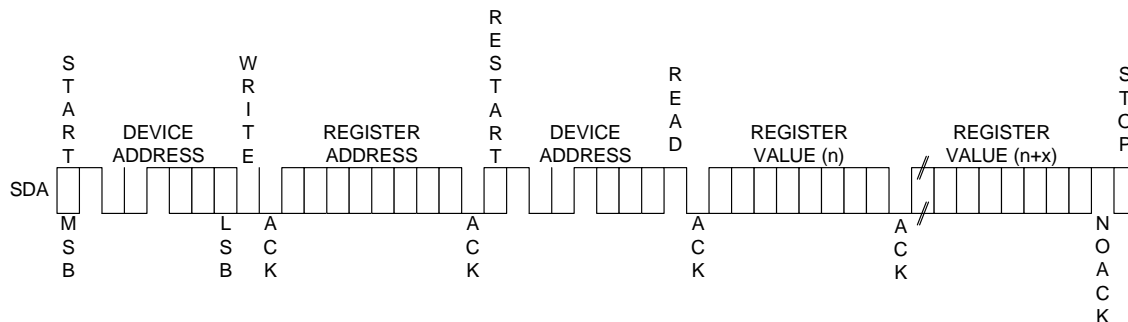 START
WRITE
RESTART
READ
STOP
DEVICE
ADDRESS
REGISTER
ADDRESS
DEVICE
ADDRESS
REGISTER
VALUE (n)
REGISTER
VALUE (n+x)
SDA
//
//
MSB
LSB
ACK
ACK
ACK
ACK
NOACK